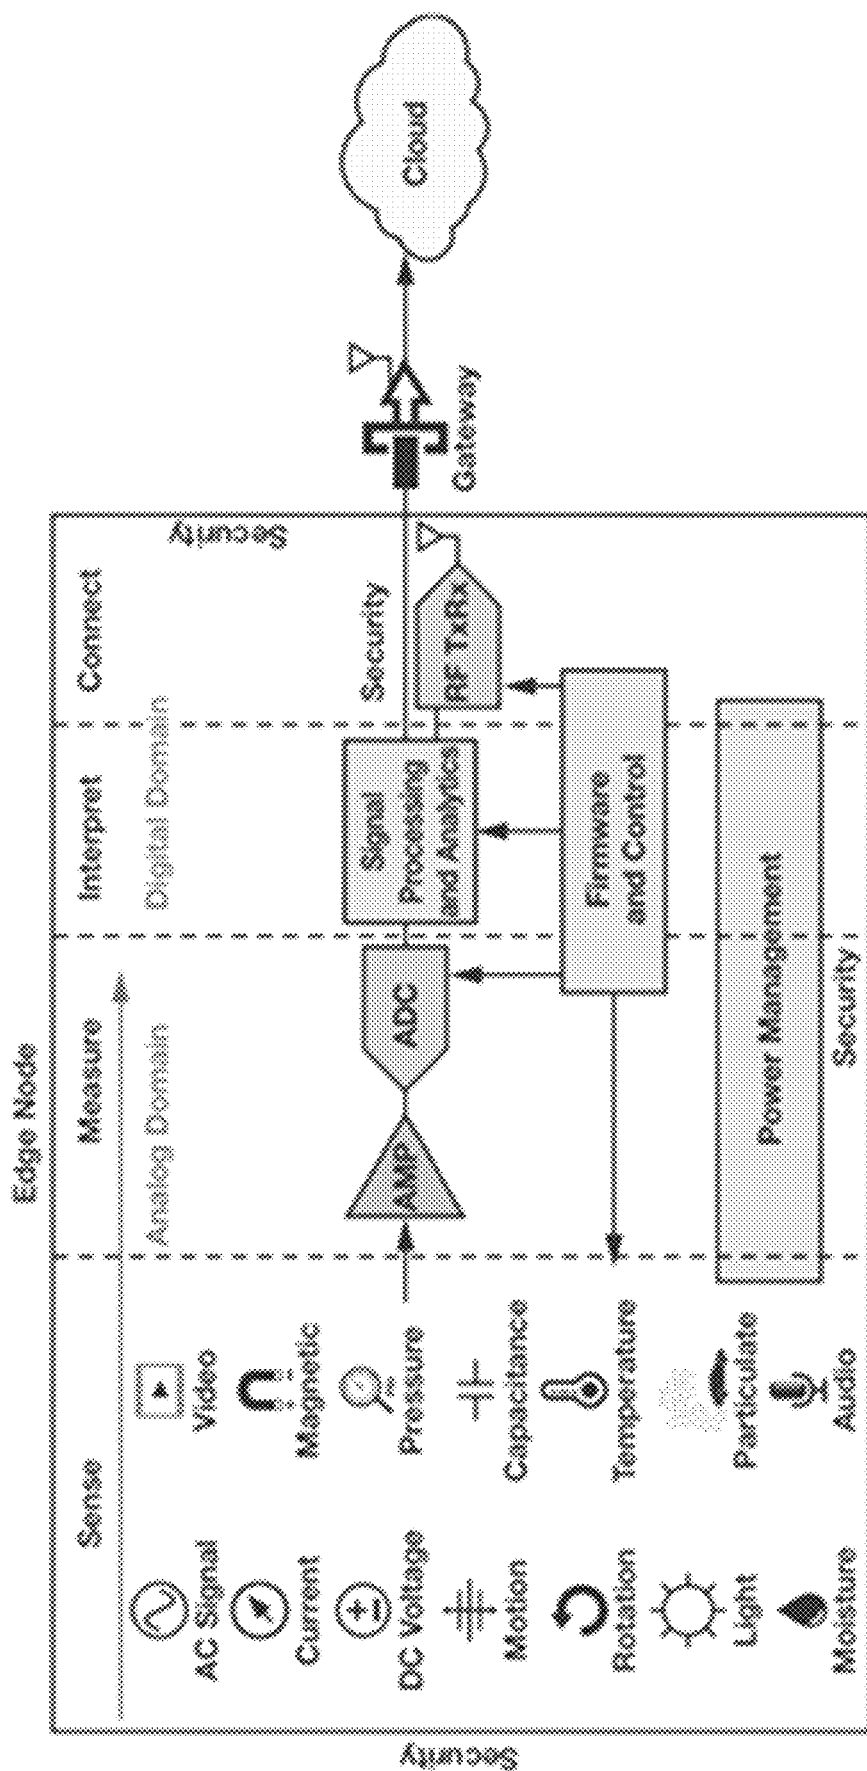 Edge Node
Sense
Measure
Interpret
Connect
Analog Domain
Digital Domain
AC Signal
Video
Current
Magnetic
DC Voltage
Pressure
Motion
Capacitance
Rotation
Temperature
Light
Particulate
Moisture
Audio
AMP
ADC
Signal
Processing
and Analytics
RF TxRx
Firmware
and Control
Power Management
Security
Security
Security
Security
Gateway
Cloud